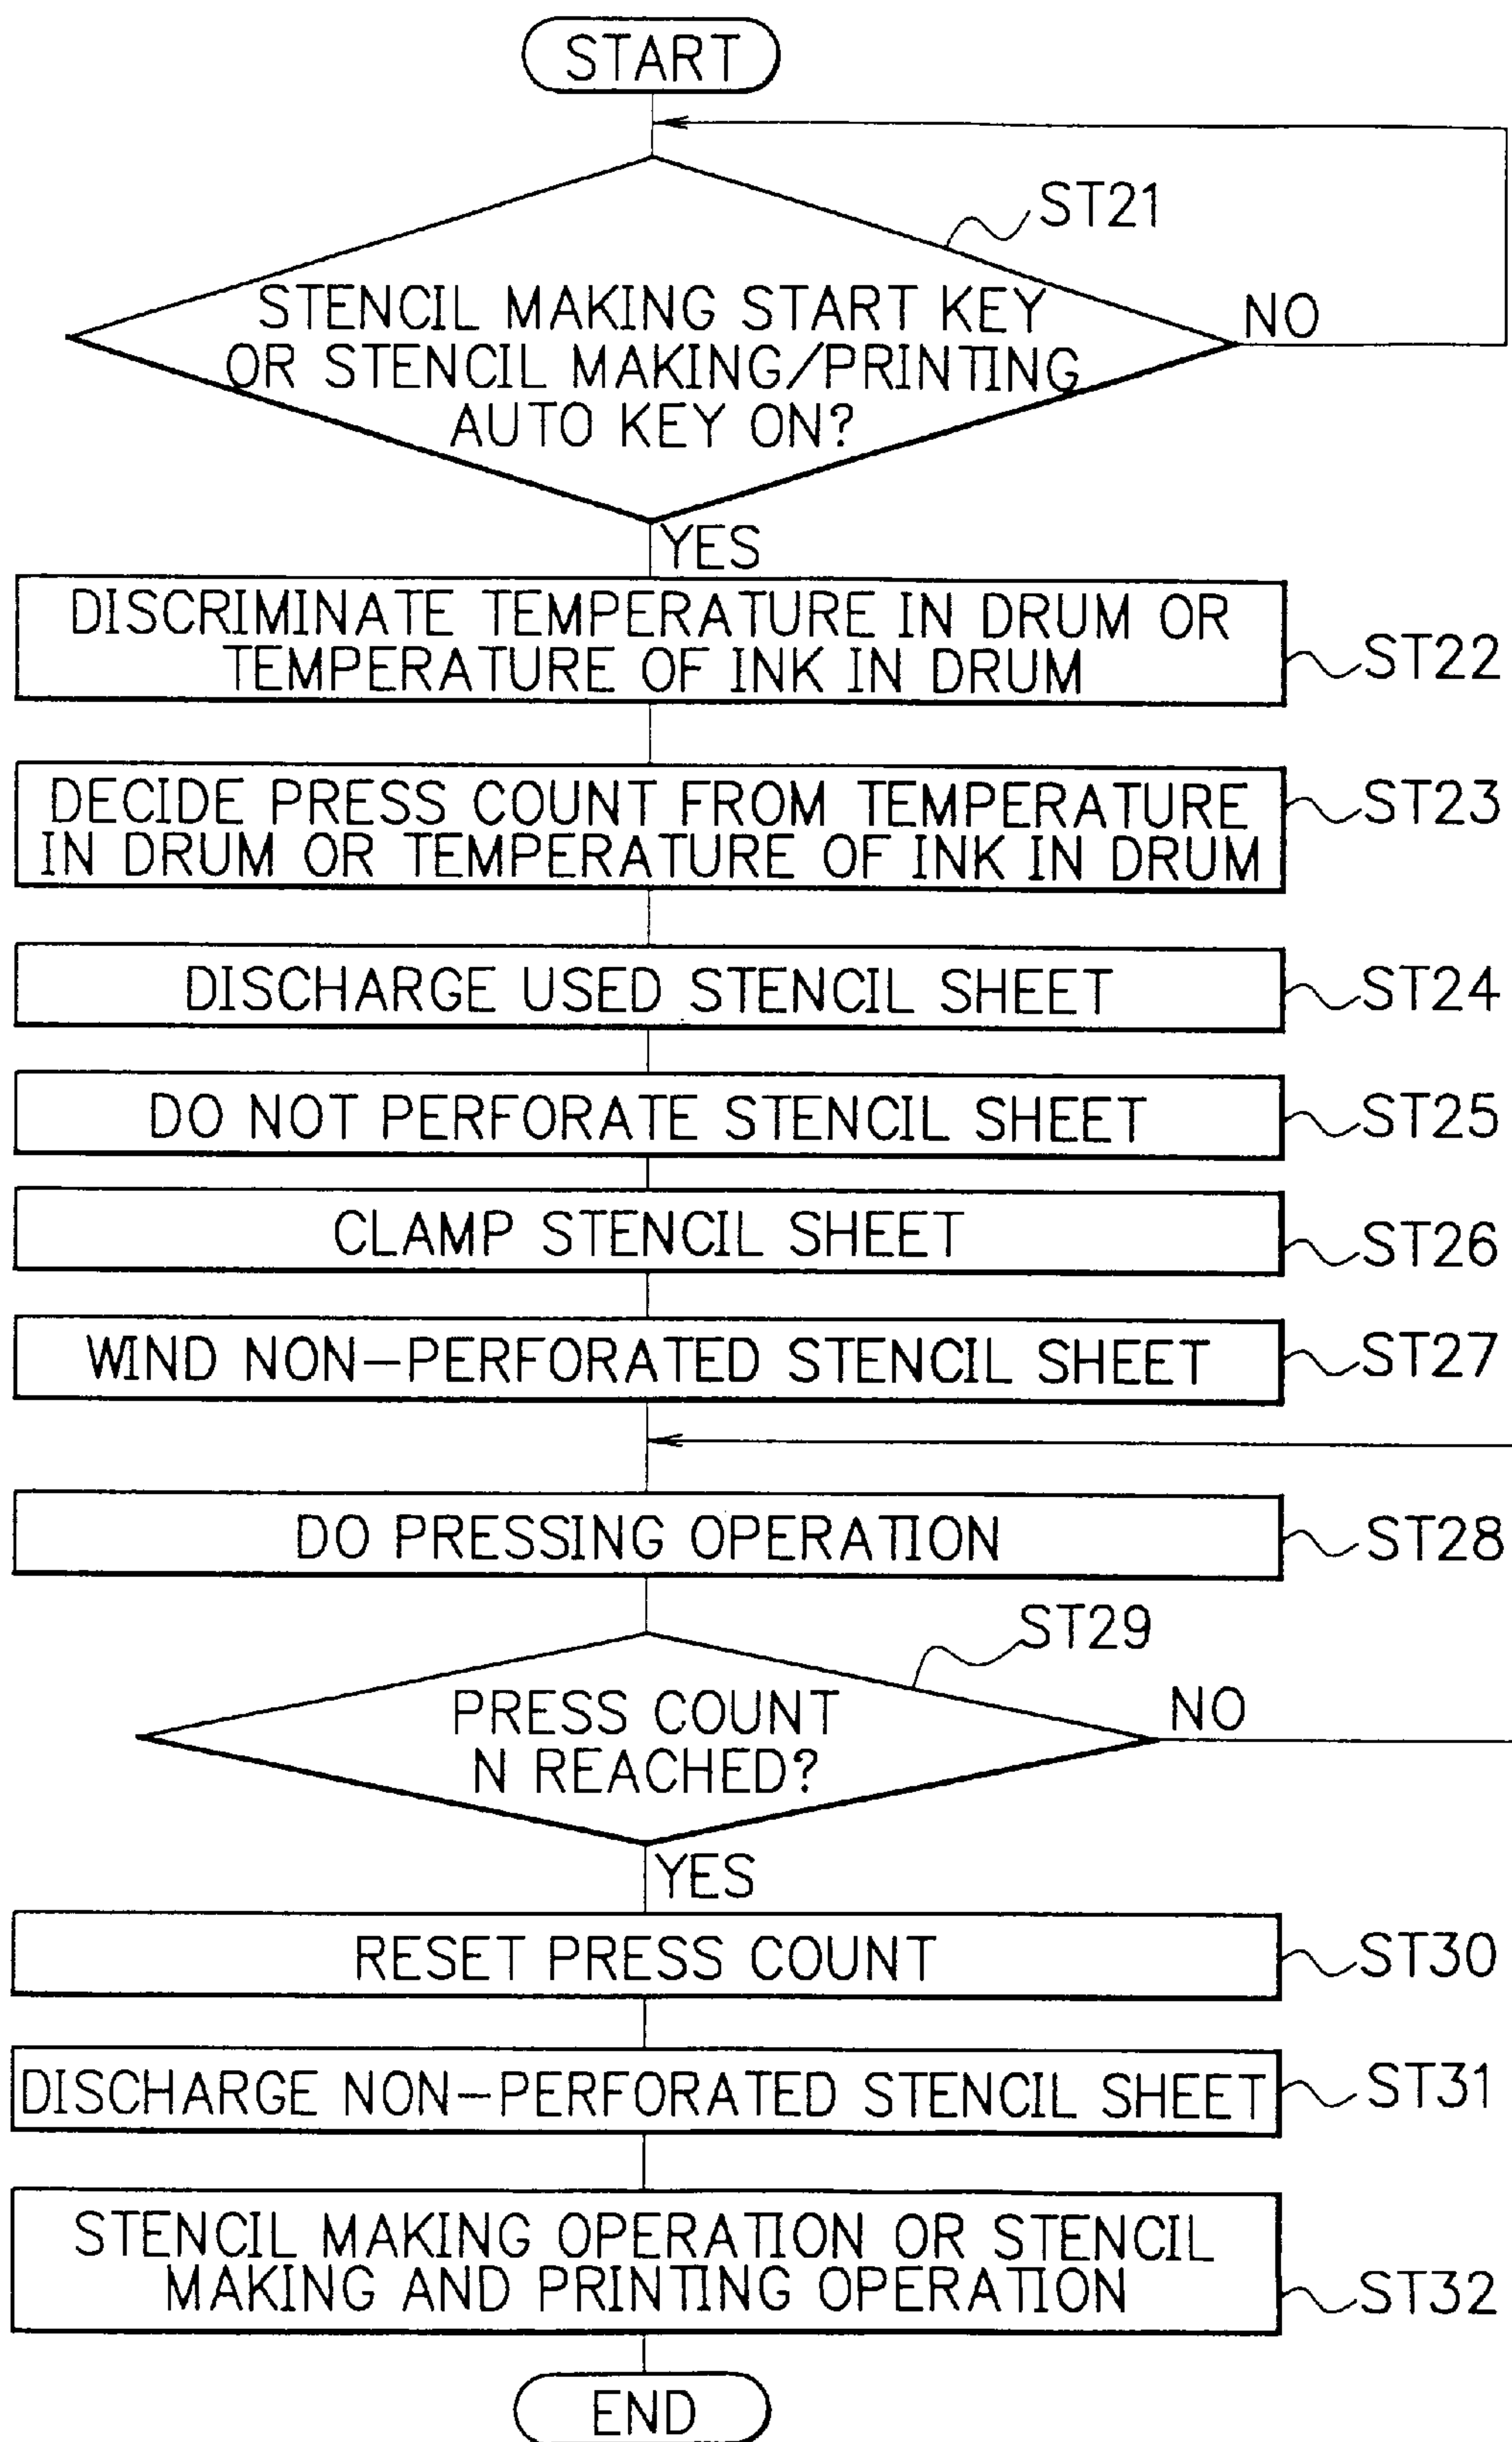 START
ST21
STENCIL MAKING START KEY
OR STENCIL MAKING/PRINTING
AUTO KEY ON?
NO
YES
DISCRIMINATE TEMPERATURE IN DRUM OR
TEMPERATURE OF INK IN DRUM
ST22
DECIDE PRESS COUNT FROM TEMPERATURE
IN DRUM OR TEMPERATURE OF INK IN DRUM
ST23
DISCHARGE USED STENCIL SHEET
ST24
DO NOT PERFORATE STENCIL SHEET
ST25
CLAMP STENCIL SHEET
ST26
WIND NON-PERFORATED STENCIL SHEET
ST27
DO PRESSING OPERATION
ST28
ST29
PRESS COUNT
N REACHED?
NO
YES
RESET PRESS COUNT
ST30
DISCHARGE NON-PERFORATED STENCIL SHEET
ST31
STENCIL MAKING OPERATION OR STENCIL
MAKING AND PRINTING OPERATION
ST32
END